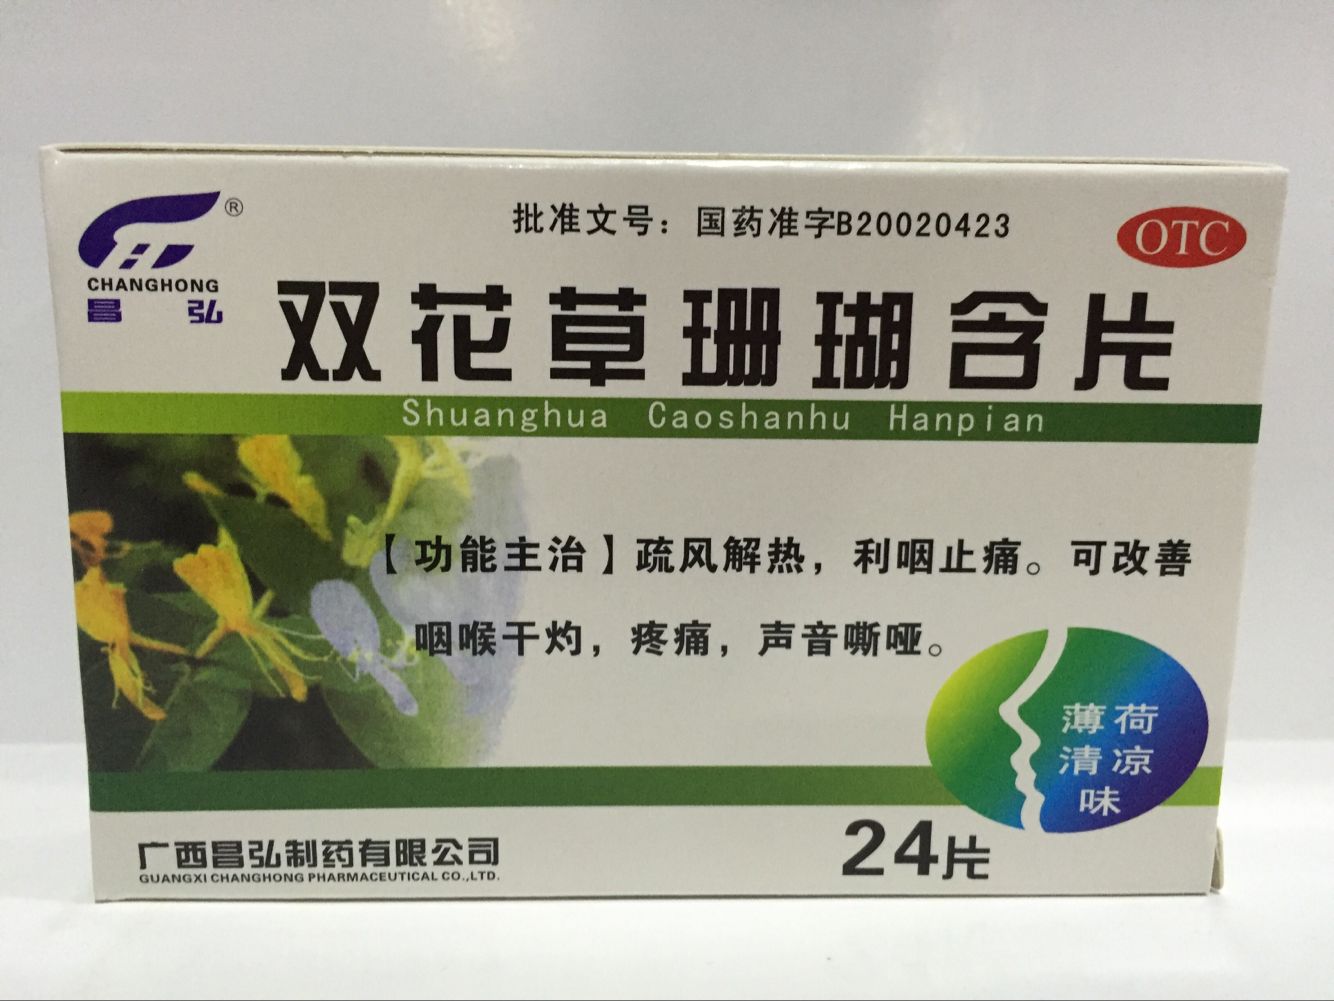 批准文号：国药准字B20020423
OTC
®
CHANGHONG
昌弘
双花草珊瑚含片
Shuanghua Caoshanhu Hanpian
【功能主治】疏风解热，利咽止痛。可改善
咽喉干灼，疼痛，声音嘶哑。
薄荷
清凉
味
24片
广西昌弘制药有限公司
GUANGXI CHANGHONG PHARMACEUTICAL CO.,LTD.